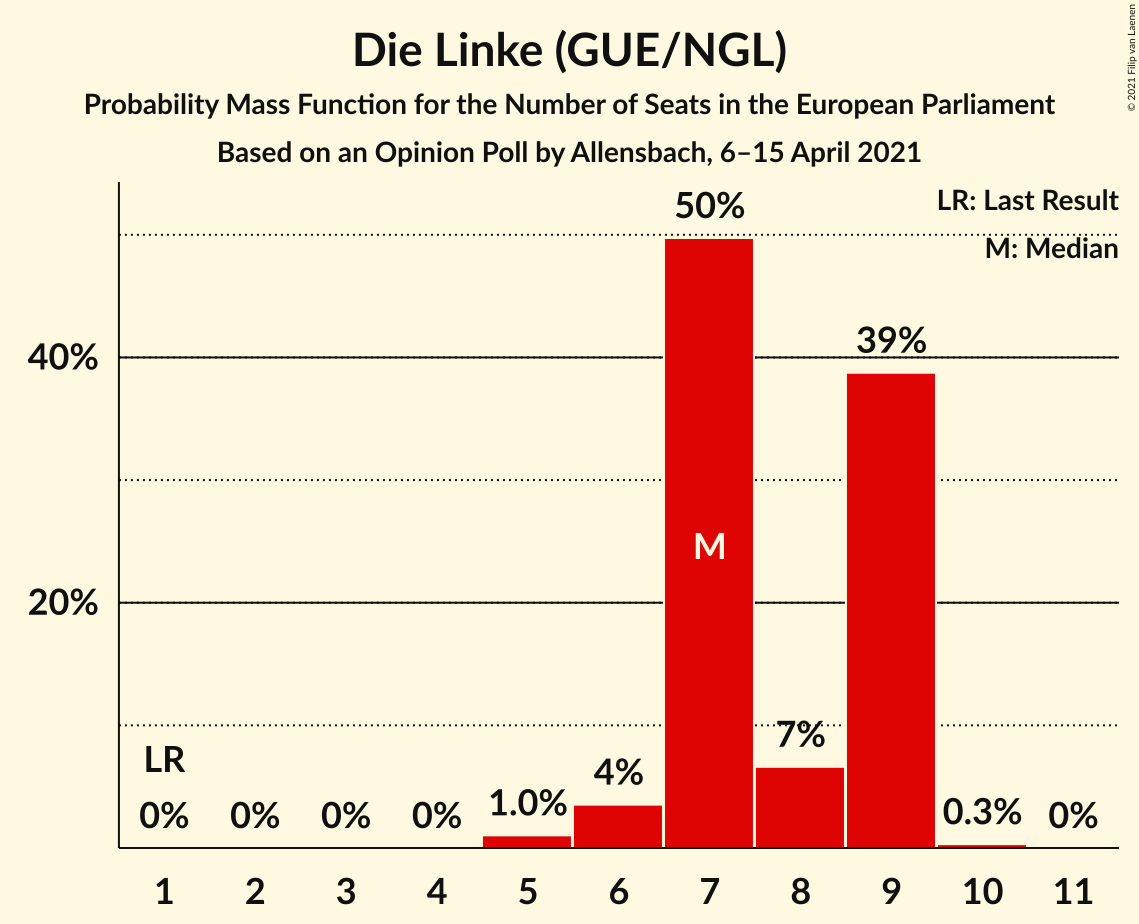 Die Linke (GUE/NGL)
Probability Mass Function for the Number of Seats in the European Parliament
Based on an Opinion Poll by Allensbach, 6–15 April 2021
© 2021 Filip van Laenen
LR: Last Result
M: Median
50%
39%
40%
M
20%
7%
LR
4%
1.0%
0.3%
0%
0%
0%
0%
0%
1 2 3 4 5 6 7 8 9 10 11